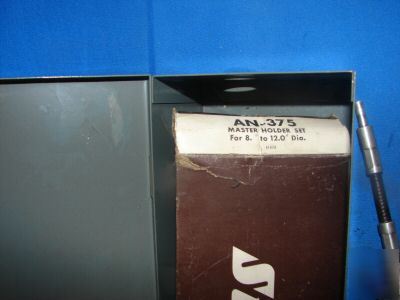 AN-375
MASTER HOLDER SET
For 8." to 12.0" Dia.